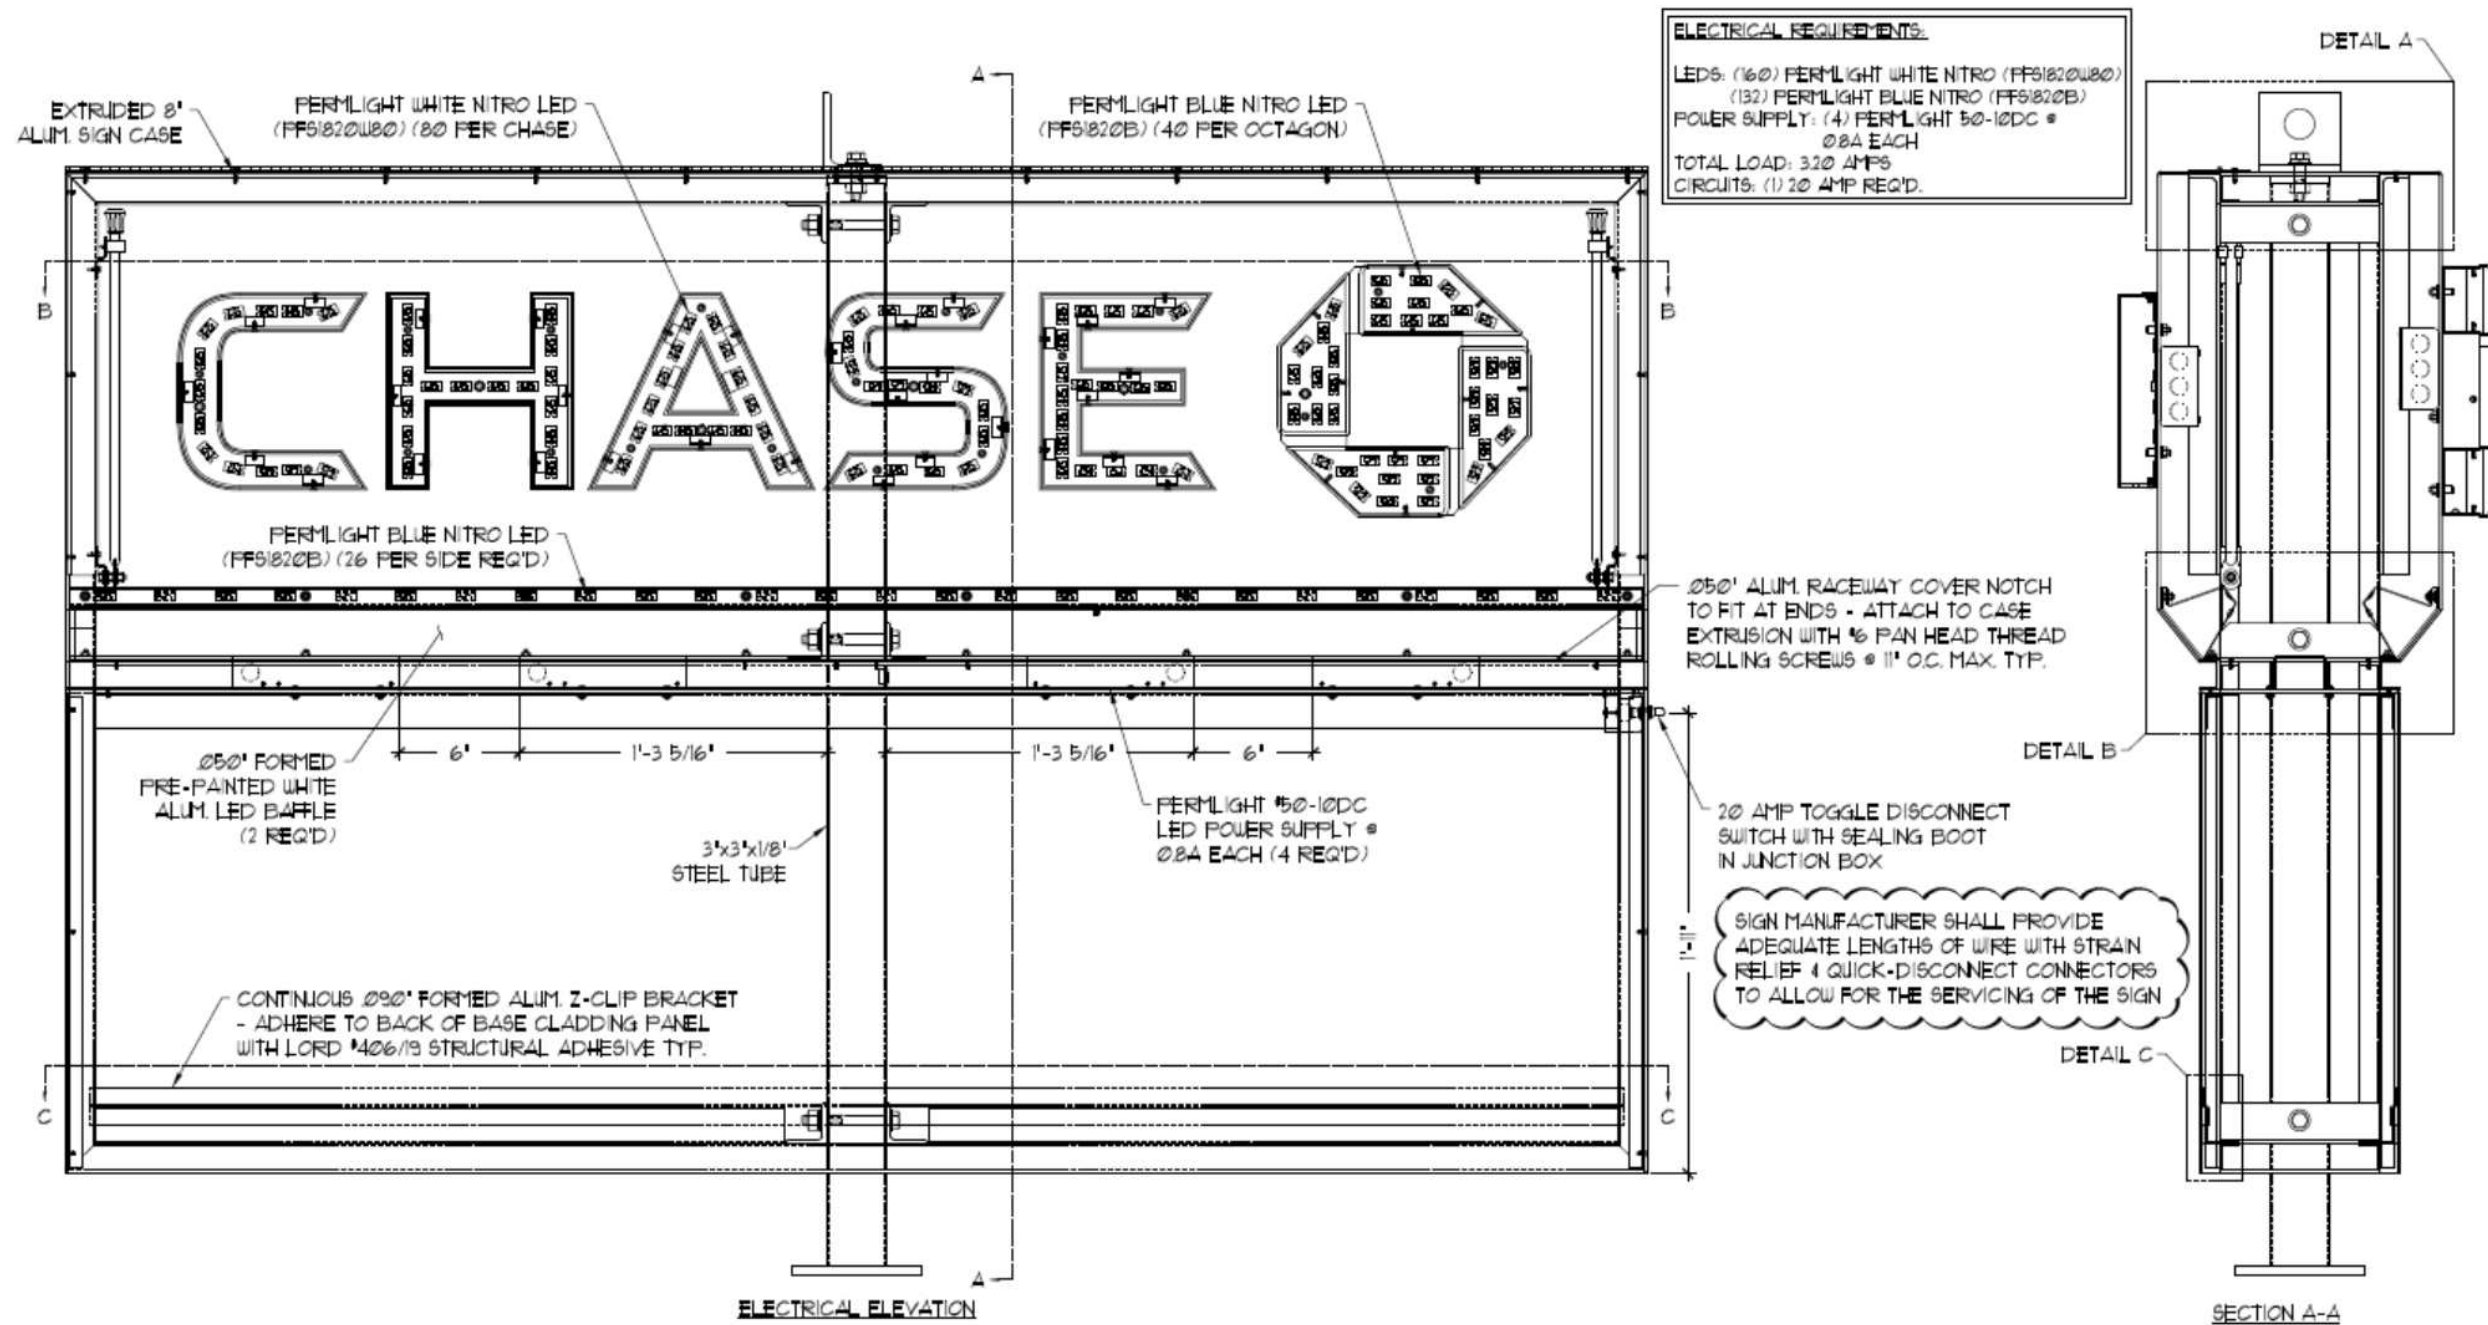 ELECTRICAL REQUIREMENTS:
LEDS: (160) PERMLIGHT WHITE NITRO (PFS1820W80)
(132) PERMLIGHT BLUE NITRO (PFS1820B)
POWER SUPPLY: (4) PERMLIGHT 50-10DC @
0.8A EACH
TOTAL LOAD: 3.20 AMPS
CIRCUITS: (1) 20 AMP REQ'D.
DETAIL A
EXTRUDED 8"
ALUM. SIGN CASE
PERMLIGHT WHITE NITRO LED
(PFS1820W80) (80 PER CHASE)
A
PERMLIGHT BLUE NITRO LED
(PFS1820B) (40 PER OCTAGON)
B
B
CHASE
PERMLIGHT BLUE NITRO LED
(PFS1820B) (26 PER SIDE REQ'D)
.050" ALUM. RACEWAY COVER NOTCH
TO FIT AT ENDS - ATTACH TO CASE
EXTRUSION WITH #6 PAN HEAD THREAD
ROLLING SCREWS @ 11" O.C. MAX. TYP.
6"
1'-3 5/16"
1'-3 5/16"
6"
DETAIL B
.050" FORMED
PRE-PAINTED WHITE
ALUM. LED BAFFLE
(2 REQ'D)
3"x3"x1/8"
STEEL TUBE
PERMLIGHT #50-10DC
LED POWER SUPPLY @
0.8A EACH (4 REQ'D)
20 AMP TOGGLE DISCONNECT
SWITCH WITH SEALING BOOT
IN JUNCTION BOX
1'-11"
SIGN MANUFACTURER SHALL PROVIDE
ADEQUATE LENGTHS OF WIRE WITH STRAIN
RELIEF & QUICK-DISCONNECT CONNECTORS
TO ALLOW FOR THE SERVICING OF THE SIGN
CONTINUOUS .090" FORMED ALUM. Z-CLIP BRACKET
- ADHERE TO BACK OF BASE CLADDING PANEL
WITH LORD #406/19 STRUCTURAL ADHESIVE TYP.
DETAIL C
C
C
A
ELECTRICAL ELEVATION
SECTION A-A